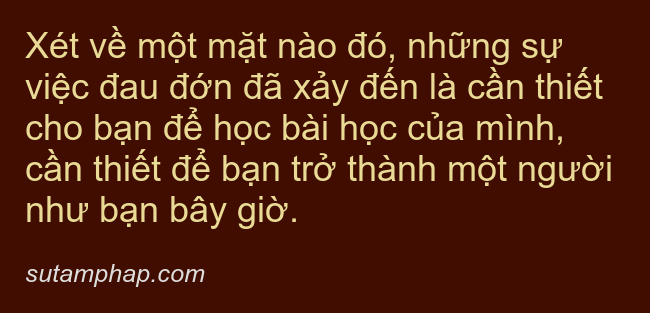 Xét về một mặt nào đó, những sự
việc đau đớn đã xảy đến là cần thiết
cho bạn để học bài học của mình,
cần thiết để bạn trở thành một người
như bạn bây giờ.
sutamphap.com